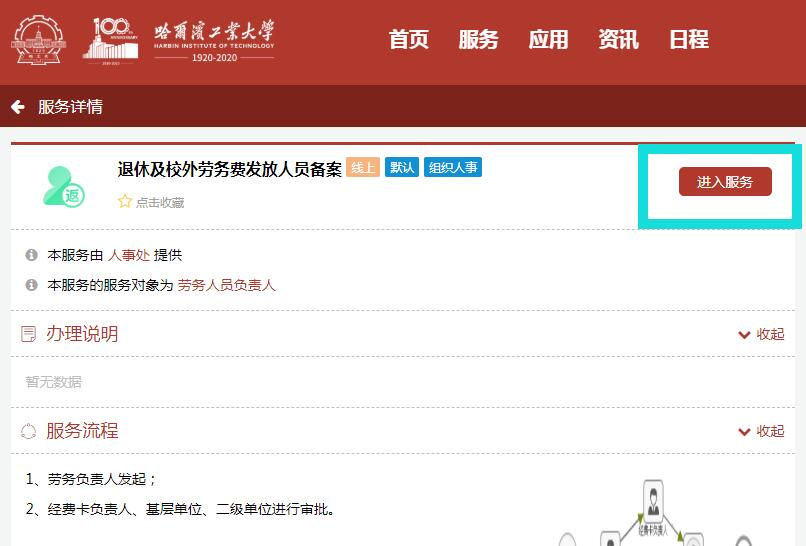 100 ANNIVERSARY
哈尔滨工业大学
HARBIN INSTITUTE OF TECHNOLOGY
1920-2020
首页 服务 应用 资讯 日程
服务详情
退休及校外劳务费发放人员备案 线上 默认 组织人事
进入服务
返
点击收藏
本服务由 人事处 提供
本服务的服务对象为 劳务人员负责人
办理说明 收起
暂无数据
服务流程 收起
1、劳务负责人发起；
2、经费卡负责人、基层单位、二级单位进行审批。
经费卡负责人